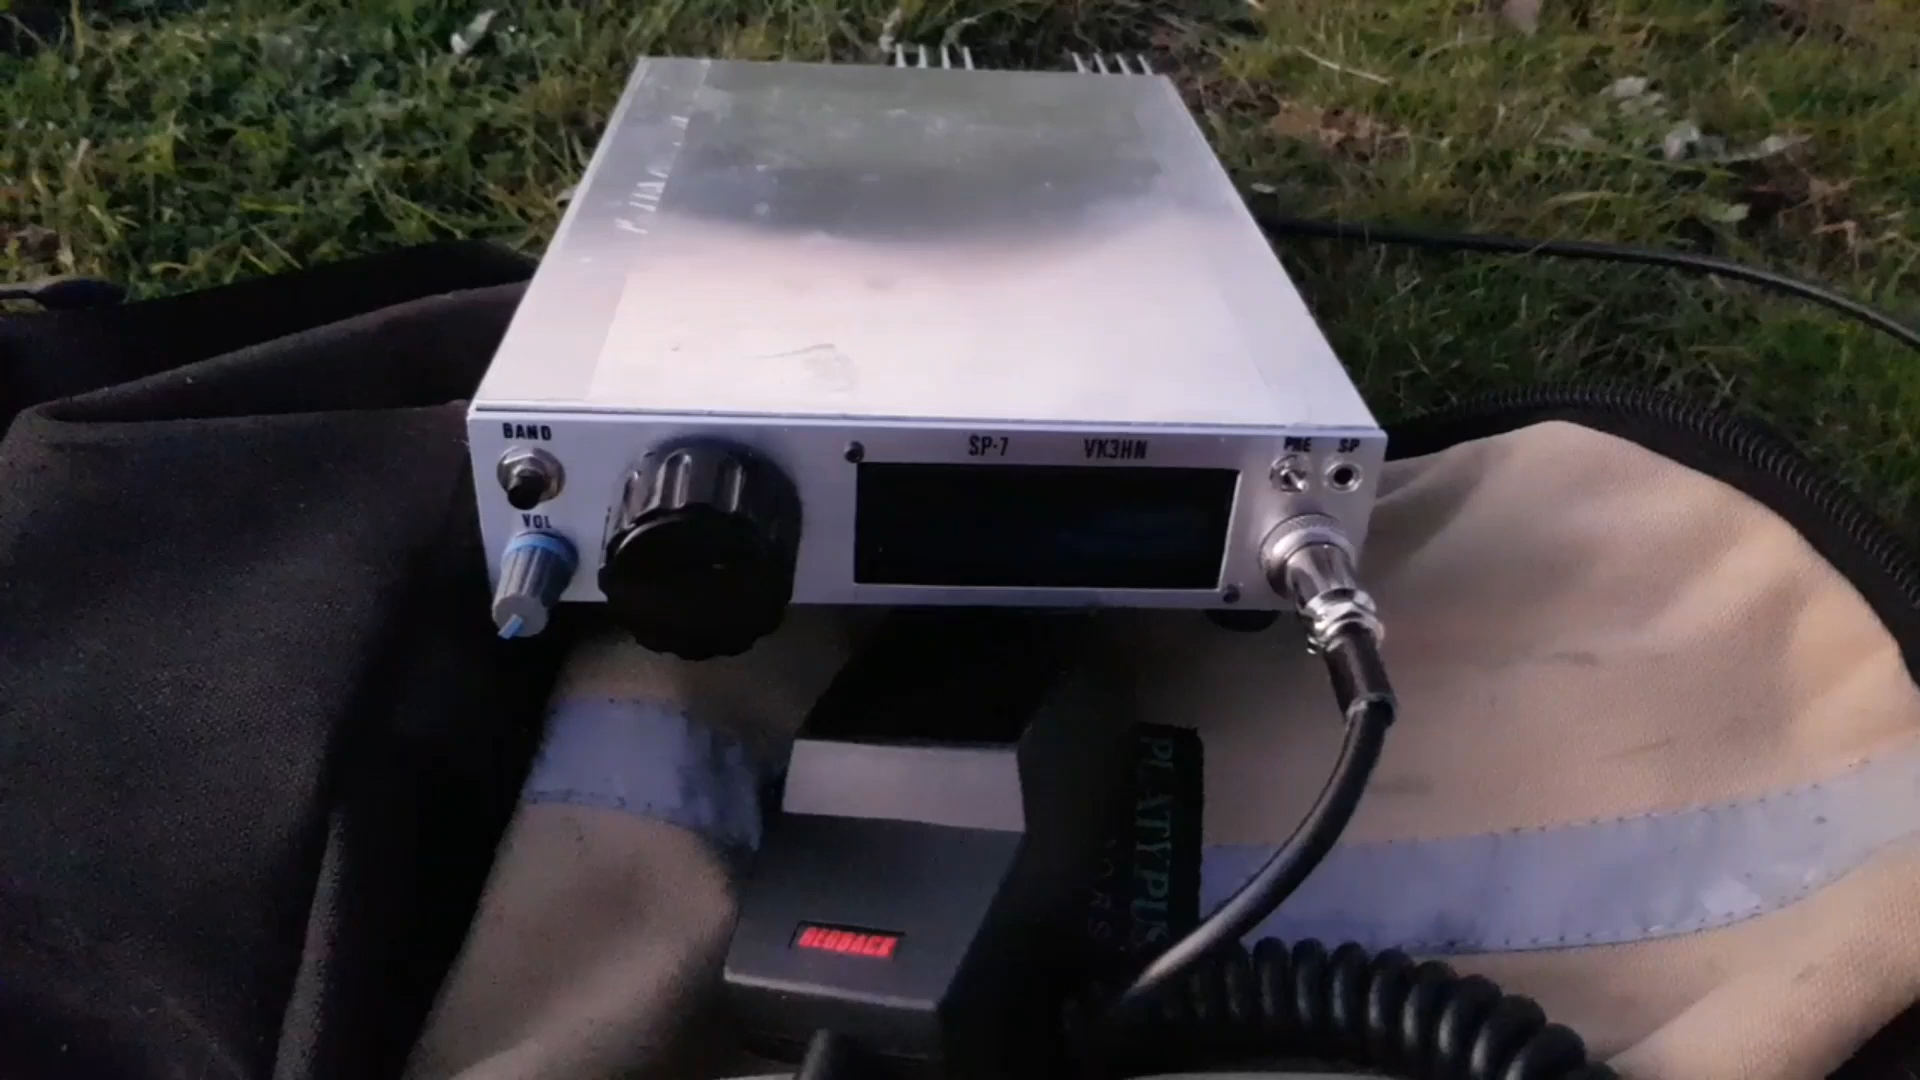 BAND
SP-7 VK3HN
PRE SP
VOL
PLATYPUS
REDBACK